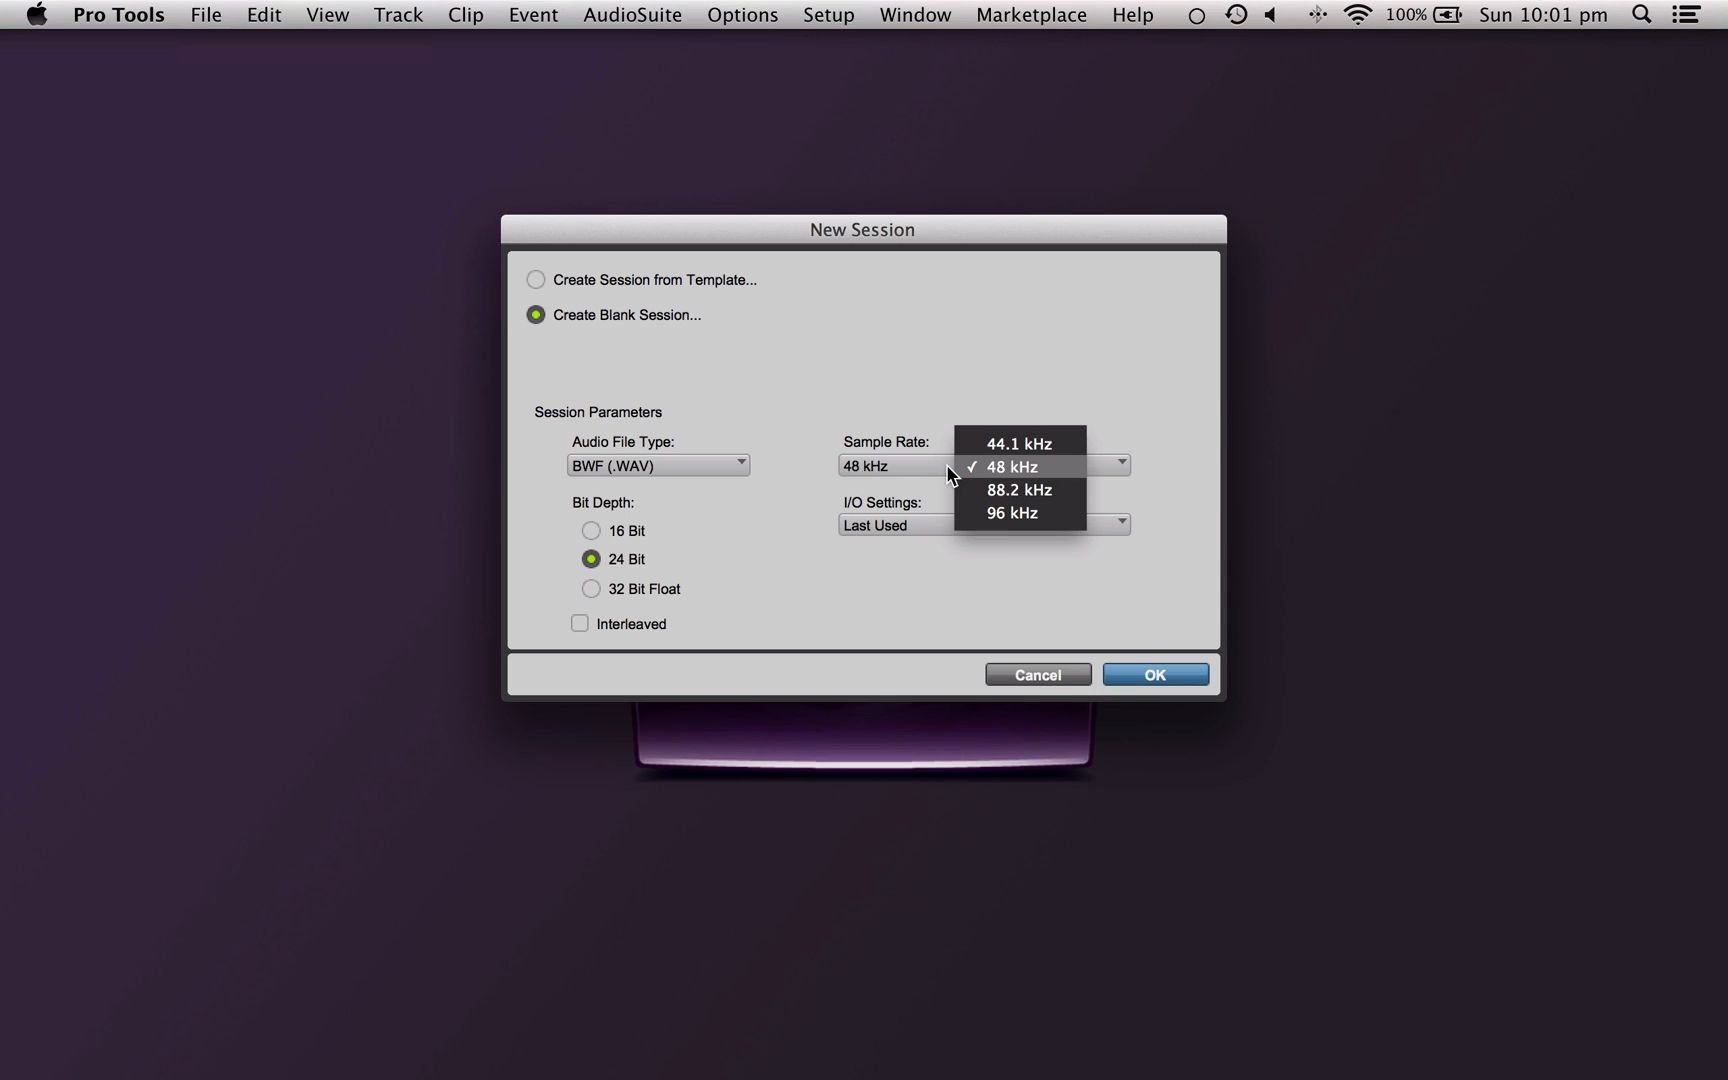 Pro Tools File Edit View Track Clip Event AudioSuite Options Setup Window Marketplace Help 100% Sun 10:01 pm
New Session
Create Session from Template...
Create Blank Session...
Session Parameters
Audio File Type:
BWF (.WAV)
Bit Depth:
16 Bit
24 Bit
32 Bit Float
Interleaved
Sample Rate:
48 kHz
44.1 kHz
✓ 48 kHz
88.2 kHz
96 kHz
I/O Settings:
Last Used
Cancel OK